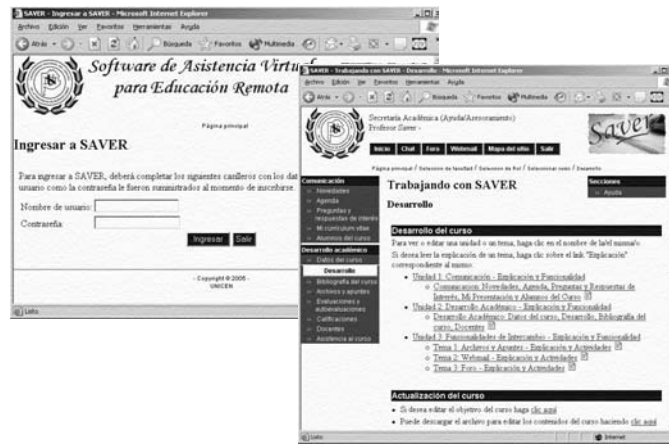 SAVER - Ingresar a SAVER - Microsoft Internet Explorer
Archivo Edición Ver Favoritos Herramientas Ayuda
Atrás Búsqueda Favoritos Multimedia
Software de Asistencia Virtual
para Educación Remota
Página principal
Ingresar a SAVER
Para ingresar a SAVER, deberá completar los siguientes casilleros con los dat
usuario como la contraseña le fueron suministrados al momento de inscribirse.
Nombre de usuario:
Contraseña:
Ingresar Salir
- Copyright © 2005 -
UNICEN
Listo
SAVER - Trabajando con SAVER - Desarrollo - Microsoft Internet Explorer
Archivo Edición Ver Favoritos Herramientas Ayuda
Atrás Búsqueda Favoritos Multimedia
Secretaría Académica (Ayuda/Asesoramiento)
Profesor Saver -
Saver
Inicio Chat Foro Webmail Mapa del sitio Salir
Página principal / Seleccion de facultad / Seleccion de Rol / Seleccionar curso / Desarrollo
Comunicación
Novedades
Agenda
Preguntas y
respuestas de interés
Mi curriculum vitae
Alumnos del curso
Desarrollo académico
Datos del curso
Desarrollo
Bibliografía del curso
Archivos y apuntes
Evaluaciones y
autoevaluaciones
Calificaciones
Docentes
Asistencia al curso
Trabajando con SAVER
Desarrollo
Secciones
Ayuda
Desarrollo del curso
Para ver o editar una unidad o un tema, haga clic en el nombre de la/el misma/o.
Si desea leer la explicación de un tema, haga clic sobre el link "Explicación"
correspondiente al mismo.
Unidad 1: Comunicación - Explicación y Funcionalidad
Comunicacion: Novedades, Agenda, Preguntas y Respuestas de
Interés, Mi Presentación y Alumnos del Curso
Unidad 2: Desarrollo Académico - Explicación y Funcionalidad
Desarrollo Académico: Datos del curso, Desarrollo, Bibliografía del
curso, Docentes
Unidad 3: Funcionalidades de Intercambio - Explicación y Funcionalidad
Tema 1: Archivos y Apuntes - Explicación y Actividades
Tema 2: Webmail - Explicación y Actividades
Tema 3: Foro - Explicación y Actividades
Actualización del curso
Si desea editar el objetivo del curso haga clic aquí
Puede descargar el archivo para editar los contenidos del curso haciendo clic aquí
Listo
Internet